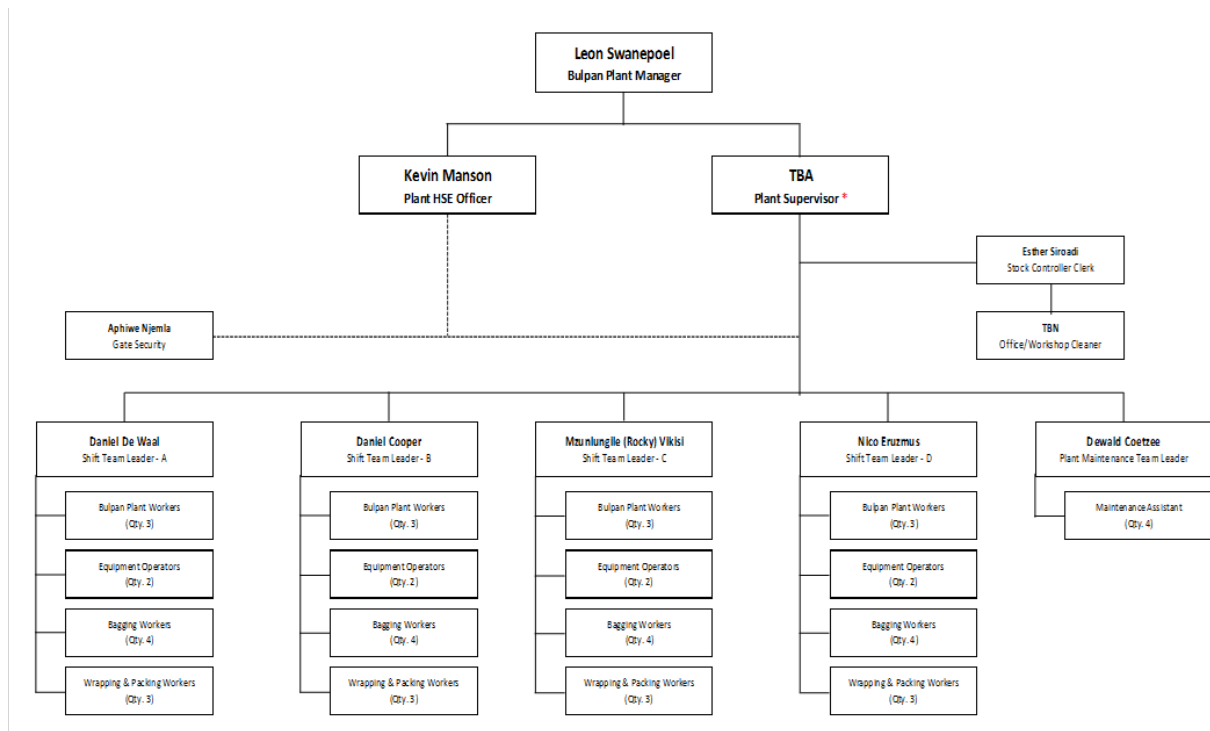 Leon Swanepoel
Bulpan Plant Manager
Kevin Manson
Plant HSE Officer
TBA
Plant Supervisor *
Esther Siroadi
Stock Controller Clerk
Aphiwe Njemla
Gate Security
TBN
Office/Workshop Cleaner
Daniel De Waal
Shift Team Leader - A
Daniel Cooper
Shift Team Leader - B
Mzunlungile (Rocky) Vikisi
Shift Team Leader - C
Nico Eruzmus
Shift Team Leader - D
Dewald Coetzee
Plant Maintenance Team Leader
Bulpan Plant Workers
(Qty. 3)
Bulpan Plant Workers
(Qty. 3)
Bulpan Plant Workers
(Qty. 3)
Bulpan Plant Workers
(Qty. 3)
Maintenance Assistant
(Qty. 4)
Equipment Operators
(Qty. 2)
Equipment Operators
(Qty. 2)
Equipment Operators
(Qty. 2)
Equipment Operators
(Qty. 2)
Bagging Workers
(Qty. 4)
Bagging Workers
(Qty. 4)
Bagging Workers
(Qty. 4)
Bagging Workers
(Qty. 4)
Wrapping & Packing Workers
(Qty. 3)
Wrapping & Packing Workers
(Qty. 3)
Wrapping & Packing Workers
(Qty. 3)
Wrapping & Packing Workers
(Qty. 3)